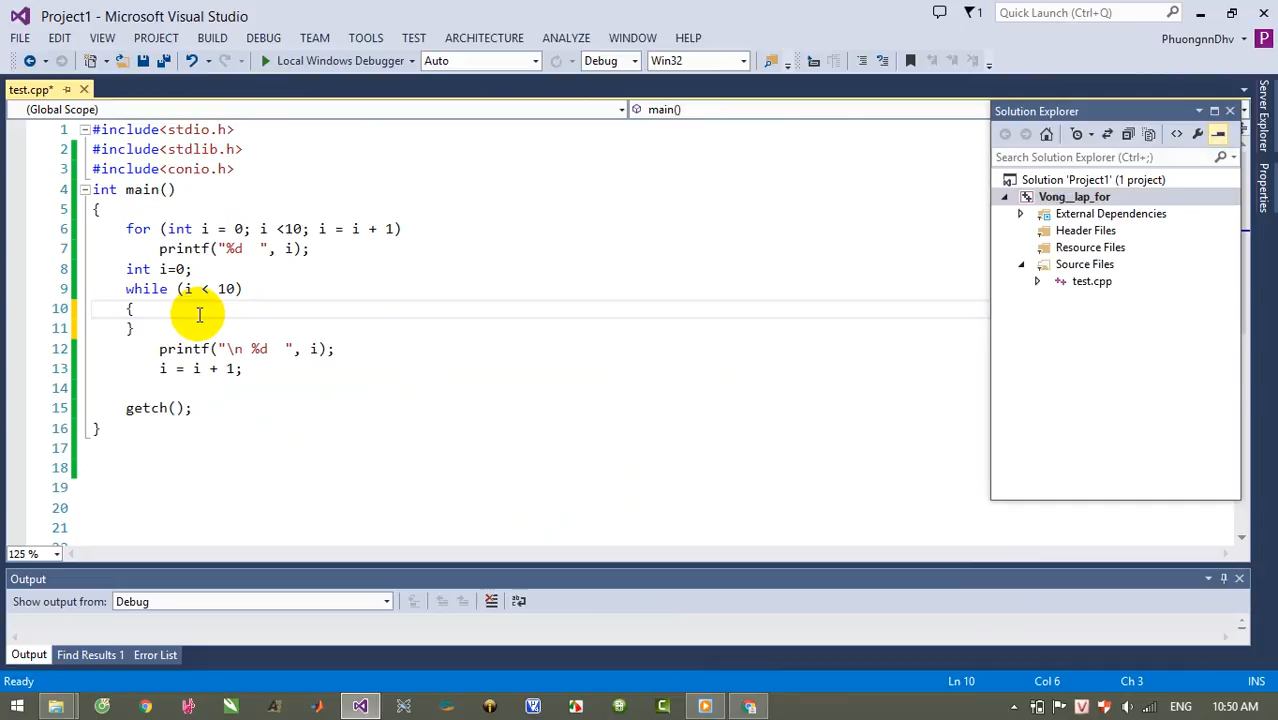 Project1 - Microsoft Visual Studio
1
Quick Launch (Ctrl+Q)
FILE EDIT VIEW PROJECT BUILD DEBUG TEAM TOOLS TEST ARCHITECTURE ANALYZE WINDOW HELP
PhuongnnDhv P
Local Windows Debugger Auto Debug Win32
test.cpp*
(Global Scope) main()
1 #include<stdio.h>
2 #include<stdlib.h>
3 #include<conio.h>
4 int main()
5 {
6 for (int i = 0; i <10; i = i + 1)
7 printf("%d  ", i);
8 int i=0;
9 while (i < 10)
10 {
11 }
12 printf("\n %d  ", i);
13 i = i + 1;
14
15 getch();
16 }
17
18
19
20
21
125 %
Solution Explorer
Search Solution Explorer (Ctrl+;)
Solution 'Project1' (1 project)
Vong__lap_for
External Dependencies
Header Files
Resource Files
Source Files
test.cpp
Server Explorer
Properties
Output
Show output from: Debug
Output Find Results 1 Error List
Ready Ln 10 Col 6 Ch 3 INS
ENG 10:50 AM